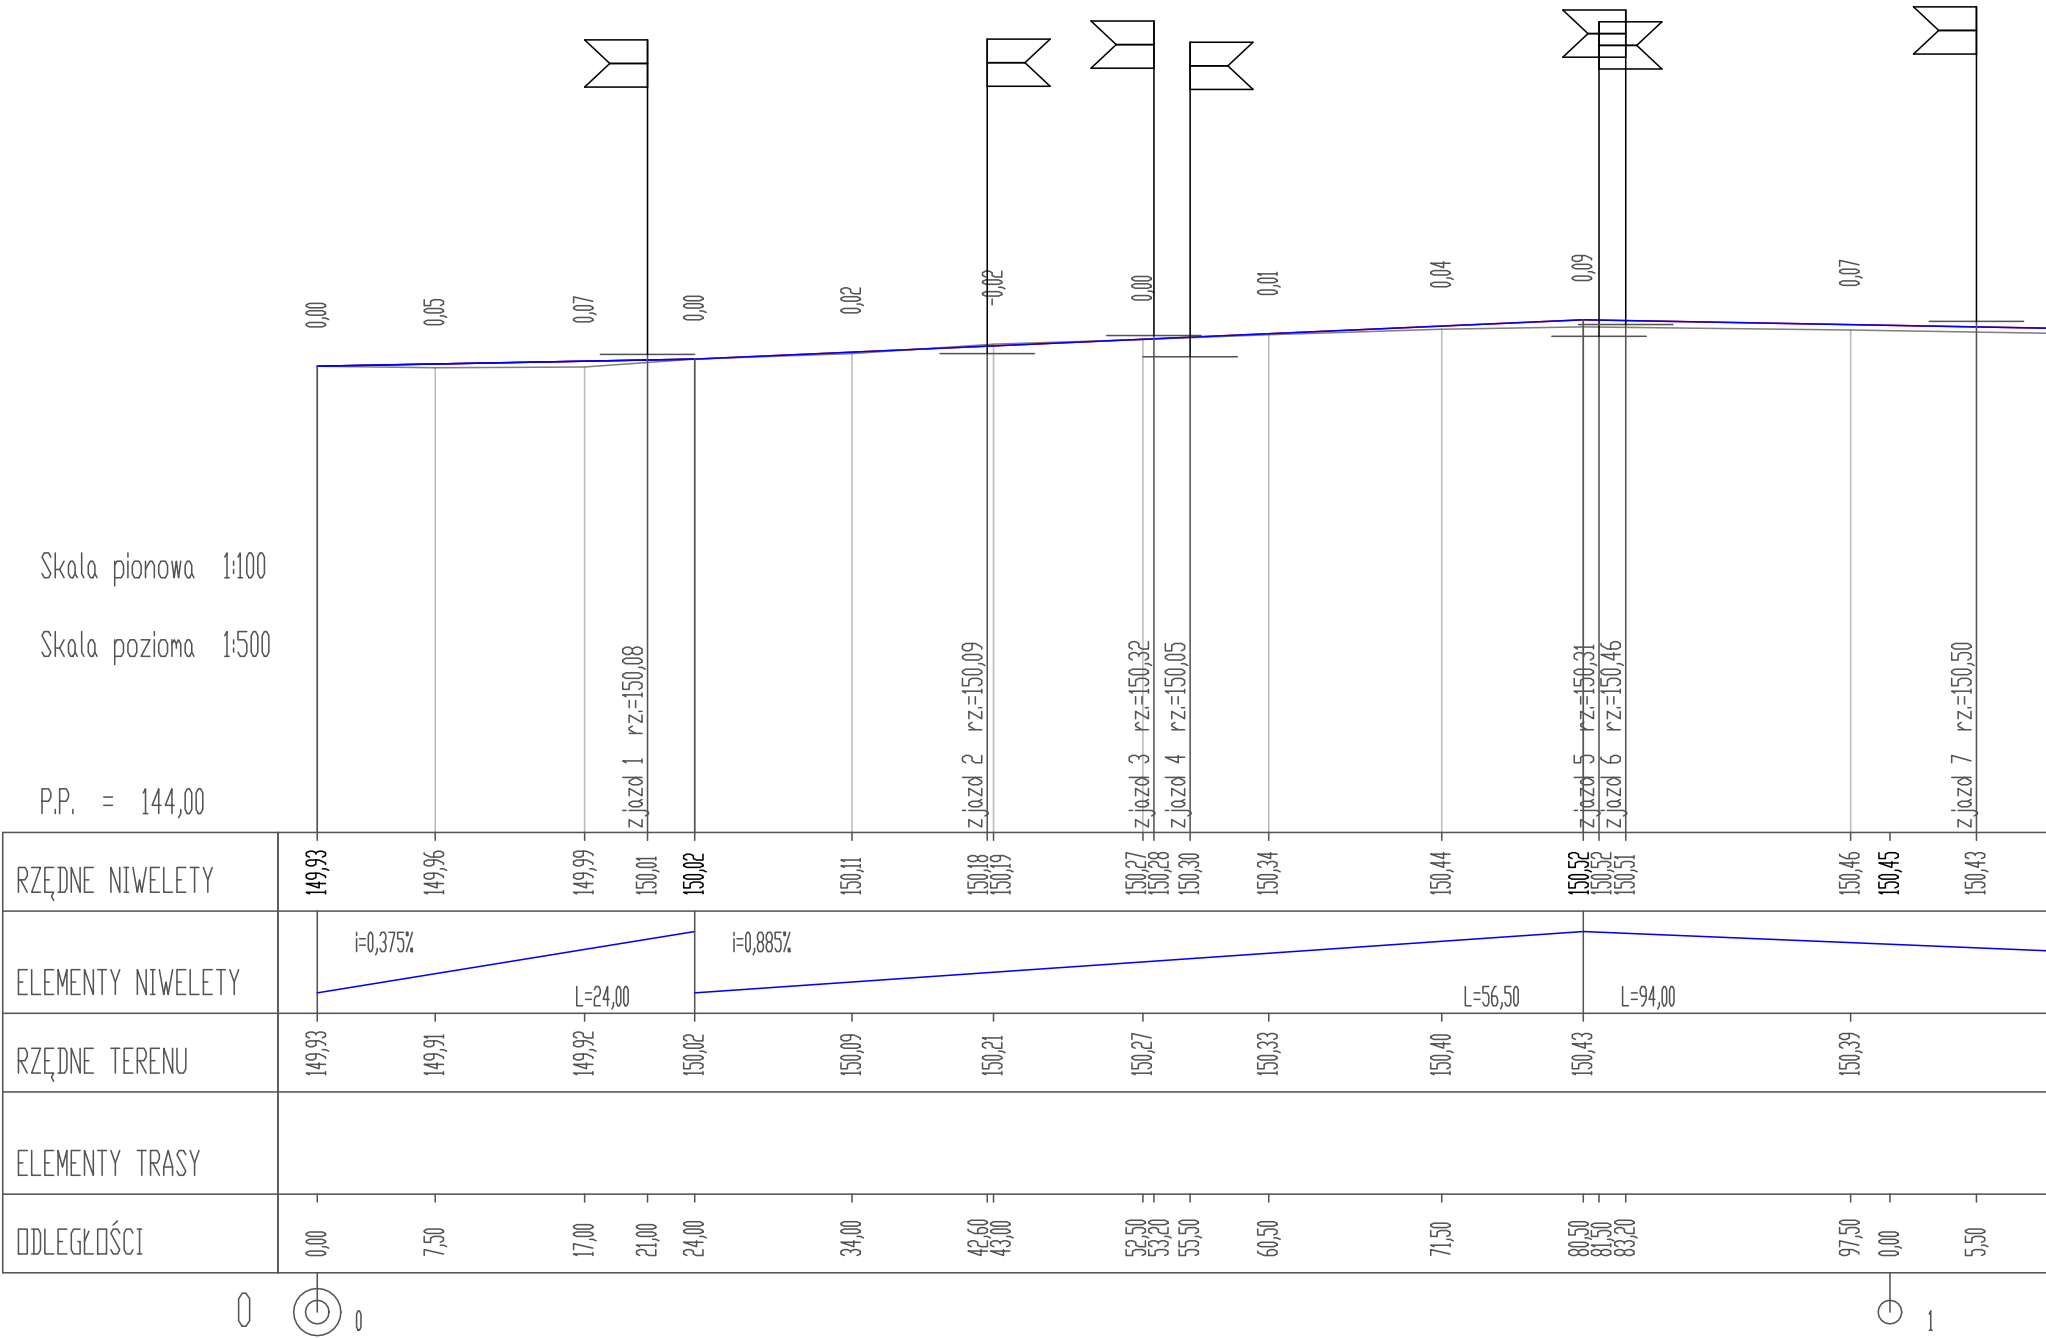 0,00 0,05 0,07 0,00 0,02 -0,02 0,00 0,01 0,04 0,09 0,07
Skala pionowa 1:100
Skala pozioma 1:500
P.P. = 144,00
zjazd 1 rz.=150,08
zjazd 2 rz.=150,09
zjazd 3 rz.=150,32
zjazd 4 rz.=150,05
zjazd 5 rz.=150,31
zjazd 6 rz.=150,46
zjazd 7 rz.=150,50
RZĘDNE NIWELETY 149,93 149,96 149,99 150,01 150,02 150,11 150,18 150,19 150,27 150,28 150,30 150,34 150,44 150,52 150,52 150,51 150,46 150,45 150,43
ELEMENTY NIWELETY i=0,375% L=24,00 i=0,885% L=56,50 L=94,00
RZĘDNE TERENU 149,93 149,91 149,92 150,02 150,09 150,21 150,27 150,33 150,40 150,43 150,39
ELEMENTY TRASY
ODLEGŁOŚCI 0,00 7,50 17,00 21,00 24,00 34,00 42,60 43,00 52,50 53,20 55,50 60,50 71,50 80,50 81,50 83,20 97,50 0,00 5,50
0 0 1